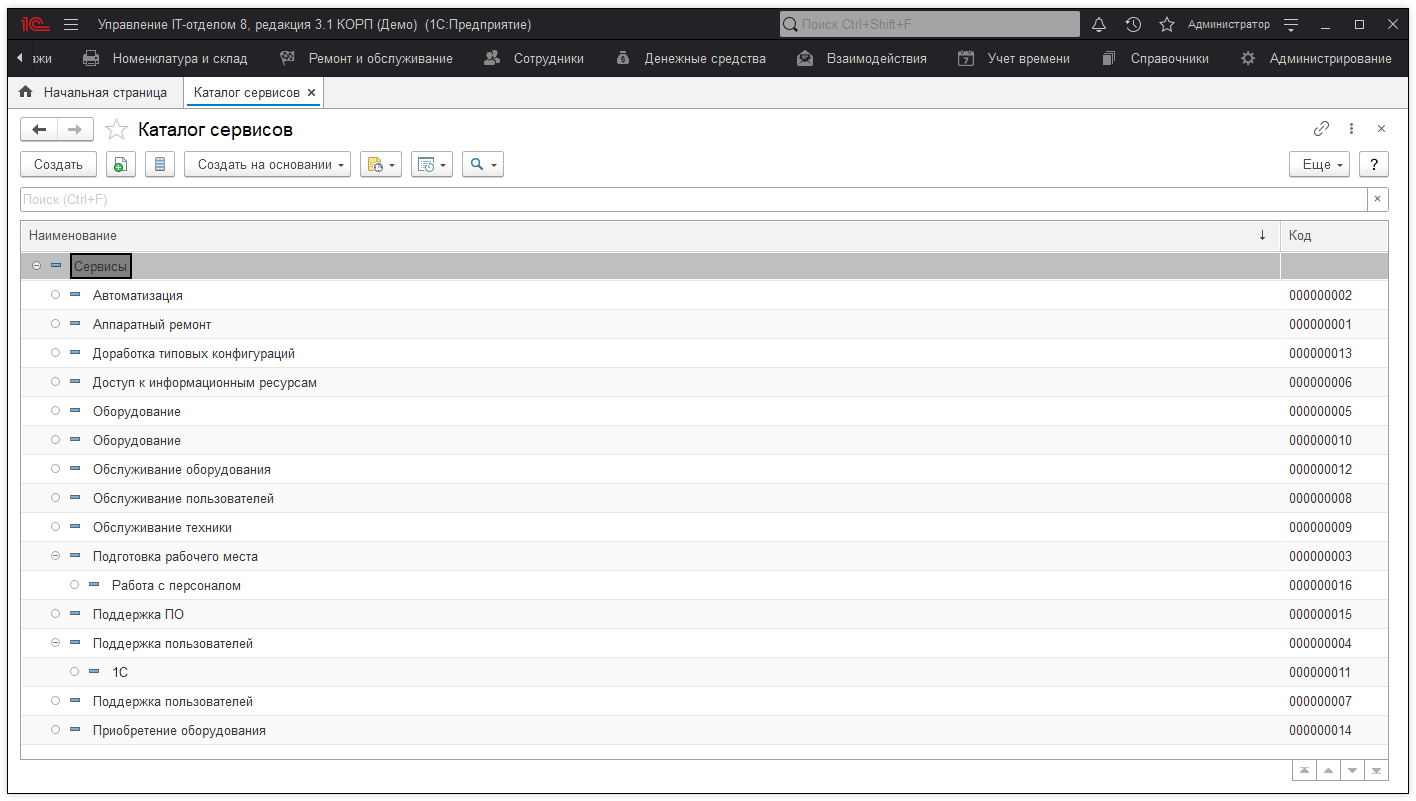 1С Управление IT-отделом 8, редакция 3.1 КОРП (Демо) (1С:Предприятие) Поиск Ctrl+Shift+F Администратор
ажи Номенклатура и склад Ремонт и обслуживание Сотрудники Денежные средства Взаимодействия 7 Учет времени Справочники Администрирование
Начальная страница Каталог сервисов ×
Каталог сервисов
Создать Создать на основании Еще ?
Поиск (Ctrl+F) ×
Наименование ↓ Код
Сервисы
Автоматизация 000000002
Аппаратный ремонт 000000001
Доработка типовых конфигураций 000000013
Доступ к информационным ресурсам 000000006
Оборудование 000000005
Оборудование 000000010
Обслуживание оборудования 000000012
Обслуживание пользователей 000000008
Обслуживание техники 000000009
Подготовка рабочего места 000000003
Работа с персоналом 000000016
Поддержка ПО 000000015
Поддержка пользователей 000000004
1С 000000011
Поддержка пользователей 000000007
Приобретение оборудования 000000014